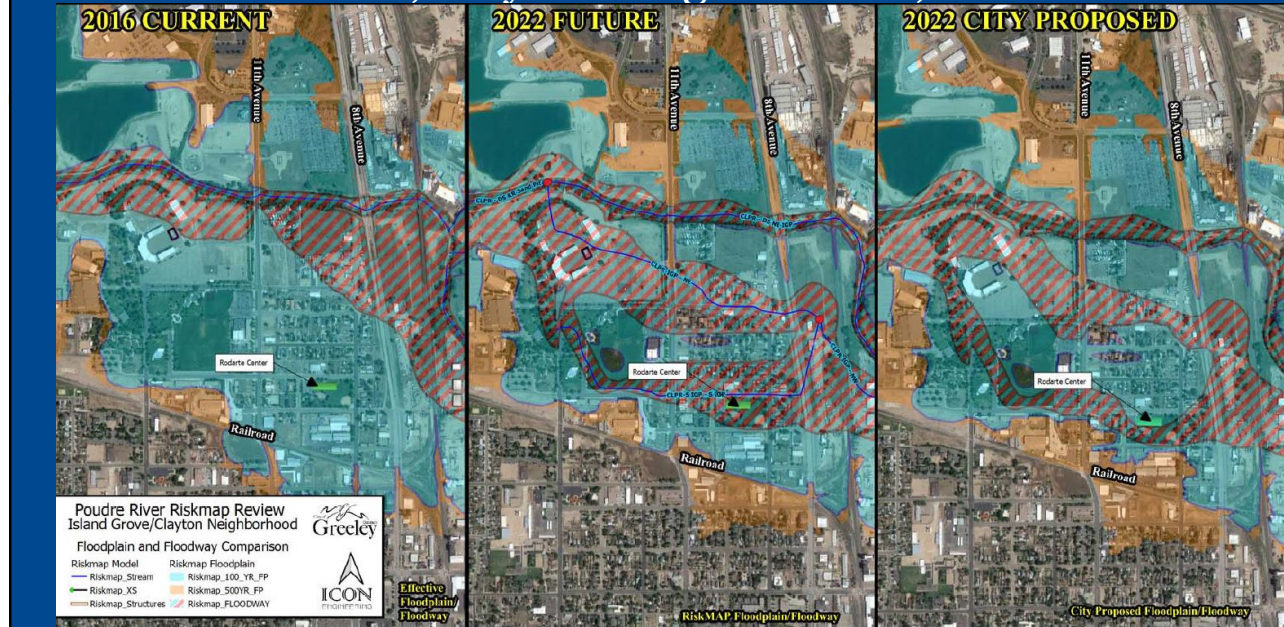 2016 CURRENT
11th Avenue
8th Avenue
Rodarte Center
Railroad
Poudre River Riskmap Review
Island Grove/Clayton Neighborhood
Greeley
Floodplain and Floodway Comparison
Riskmap Model
Riskmap_Stream
Riskmap_XS
Riskmap_Structures
Riskmap Floodplain
Riskmap_100_YR_FP
Riskmap_500YR_FP
Riskmap_FLOODWAY
ICON
ENGINEERING
Effective
Floodplain/
Floodway
2022 FUTURE
11th Avenue
8th Avenue
Rodarte Center
Railroad
RiskMAP Floodplain/Floodway
2022 CITY PROPOSED
11th Avenue
8th Avenue
Rodarte Center
Railroad
City Proposed Floodplain/Floodway